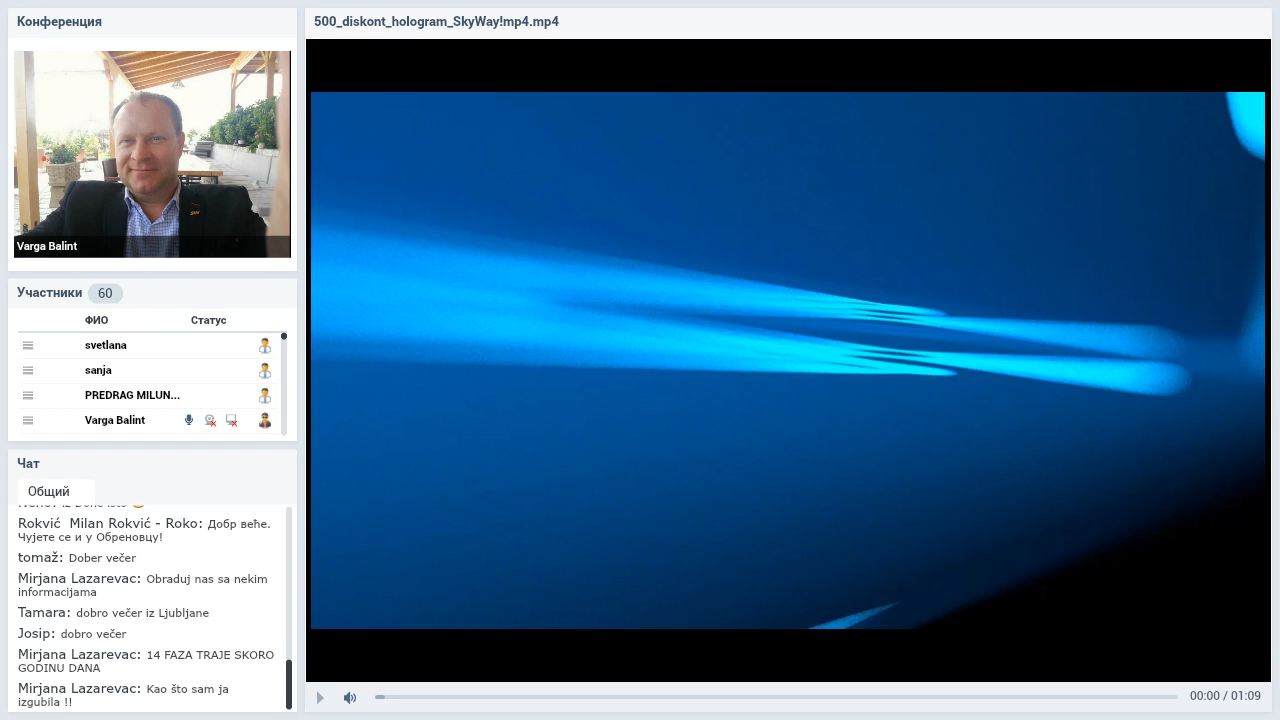 Конференция
500_diskont_hologram_SkyWay!mp4.mp4
Varga Balint
Участники 60
ФИО Статус
svetlana
sanja
PREDRAG MILUN...
Varga Balint
Чат
Общий
Rokvić Milan Rokvić - Roko: Добр веће.
Чујете се и у Обреновцу!
tomaž: Dober večer
Mirjana Lazarevac: Obraduj nas sa nekim
informacijama
Tamara: dobro večer iz Ljubljane
Josip: dobro večer
Mirjana Lazarevac: 14 FAZA TRAJE SKORO
GODINU DANA
Mirjana Lazarevac: Kao što sam ja
izgubila !!
00:00 / 01:09